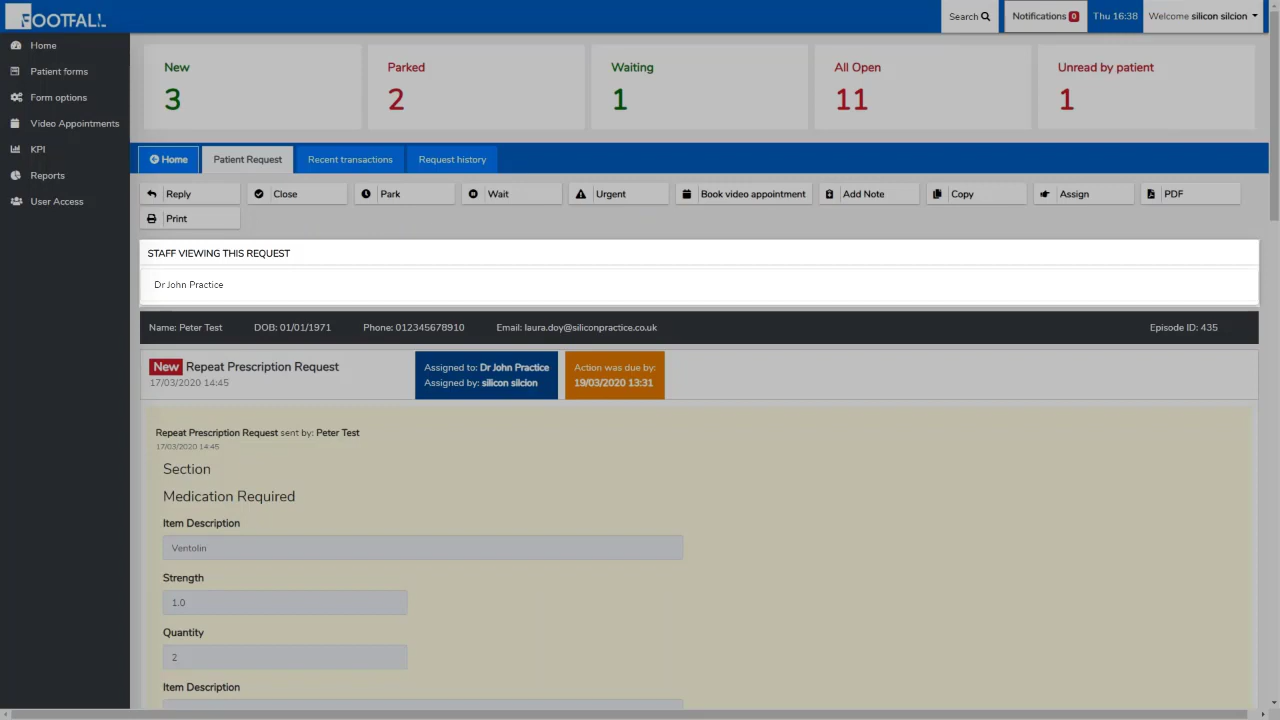 FOOTFALL
Search
Notifications 0
Thu 16:38
Welcome silicon silcion
Home
Patient forms
Form options
Video Appointments
KPI
Reports
User Access
New
3
Parked
2
Waiting
1
All Open
11
Unread by patient
1
Home
Patient Request
Recent transactions
Request history
Reply
Close
Park
Wait
Urgent
Book video appointment
Add Note
Copy
Assign
PDF
Print
STAFF VIEWING THIS REQUEST
Dr John Practice
Name: Peter Test
DOB: 01/01/1971
Phone: 012345678910
Email: laura.doy@siliconpractice.co.uk
Episode ID: 435
New Repeat Prescription Request
17/03/2020 14:45
Assigned to: Dr John Practice
Assigned by: silicon silcion
Action was due by:
19/03/2020 13:31
Repeat Prescription Request sent by: Peter Test
17/03/2020 14:45
Section
Medication Required
Item Description
Ventolin
Strength
1.0
Quantity
2
Item Description